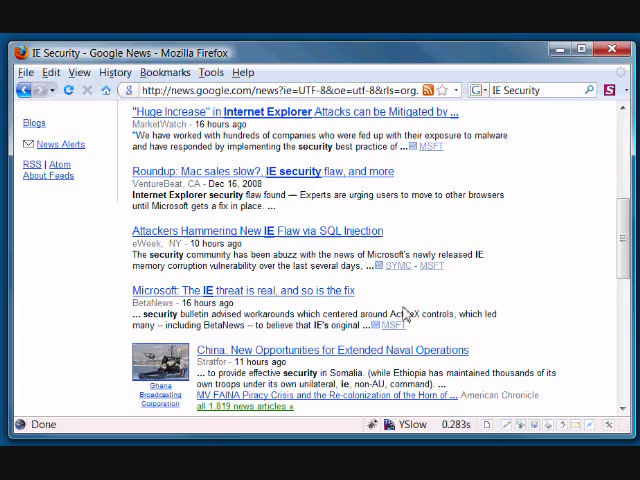 IE Security - Google News - Mozilla Firefox
File Edit View History Bookmarks Tools Help
http://news.google.com/news?ie=UTF-8&oe=utf-8&rls=org. IE Security
"Huge Increase" in Internet Explorer Attacks can be Mitigated by ...
MarketWatch - 16 hours ago
"We have worked with hundreds of companies who were fed up with their exposure to malware
and have responded by implementing the security best practice of ... MSFT
Blogs
News Alerts
RSS | Atom
About Feeds
Roundup: Mac sales slow?, IE security flaw, and more
VentureBeat, CA - Dec 16, 2008
Internet Explorer security flaw found — Experts are urging users to move to other browsers
until Microsoft gets a fix in place. ...
Attackers Hammering New IE Flaw via SQL Injection
eWeek, NY - 10 hours ago
The security community has been abuzz with the news of Microsoft's newly released IE
memory corruption vulnerability over the last several days, ... SYMC - MSFT
Microsoft: The IE threat is real, and so is the fix
BetaNews - 16 hours ago
... security bulletin advised workarounds which centered around ActiveX controls, which led
many -- including BetaNews -- to believe that IE's original ... MSFT
China: New Opportunities for Extended Naval Operations
Stratfor - 11 hours ago
... to provide effective security in Somalia. (while Ethiopia has maintained thousands of its
own troops under its own unilateral, ie, non-AU, command). ...
MV FAINA Piracy Crisis and the Re-colonization of the Horn of ... American Chronicle
all 1,819 news articles »
Ghana
Broadcasting
Corporation
Done YSlow 0.283s